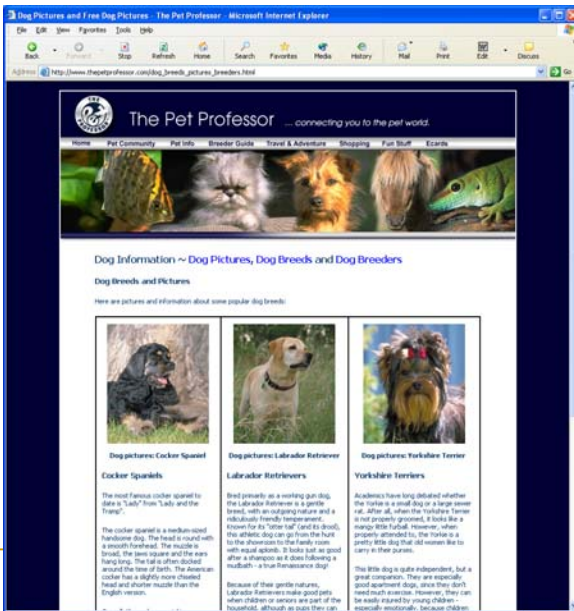 Dog Pictures and Free Dog Pictures - The Pet Professor - Microsoft Internet Explorer
File Edit View Favorites Tools Help
Back Forward Stop Refresh Home Search Favorites Media History Mail Print Edit Discuss
Address http://www.thepetprofessor.com/dog_breeds_pictures_breeders.html Go
THE PROFESSOR
The Pet Professor ... connecting you to the pet world.
Home Pet Community Pet Info Breeder Guide Travel & Adventure Shopping Fun Stuff Ecards
Dog Information ~ Dog Pictures, Dog Breeds and Dog Breeders
Dog Breeds and Pictures
Here are pictures and information about some popular dog breeds:
Dog pictures: Cocker Spaniel
Cocker Spaniels
The most famous cocker spaniel to
date is "Lady" from "Lady and the
Tramp".
The cocker spaniel is a medium-sized
handsome dog. The head is round with
a smooth forehead. The muzzle is
broad, the jaws square and the ears
hang long. The tail is often docked
around the time of birth. The American
cocker has a slightly more chiseled
head and shorter muzzle than the
English version.
Dog pictures: Labrador Retriever
Labrador Retrievers
Bred primarily as a working gun dog,
the Labrador Retriever is a gentle
breed, with an outgoing nature and a
ridiculously friendly temperament.
Known for its "otter tail" (and its drool),
this athletic dog can go from the hunt
to the showroom to the family room
with equal aplomb. It looks just as good
after a shampoo as it does following a
mudbath - a true Renaissance dog!
Because of their gentle natures,
Labrador Retrievers make good pets
when children or seniors are part of the
household, although as pups they can
Dog pictures: Yorkshire Terrier
Yorkshire Terriers
Academics have long debated whether
the Yorkie is a small dog or a large sewer
rat. After all, when the Yorkshire Terrier
is not properly groomed, it looks like a
mangy little furball. However, when
properly attended to, the Yorkie is a
pretty little dog that old women like to
carry in their purses.
This little dog is quite independent, but a
great companion. They are especially
good apartment dogs, since they don't
need much exercise. However, they can
be easily injured by young children -
especially emotionally. Because children